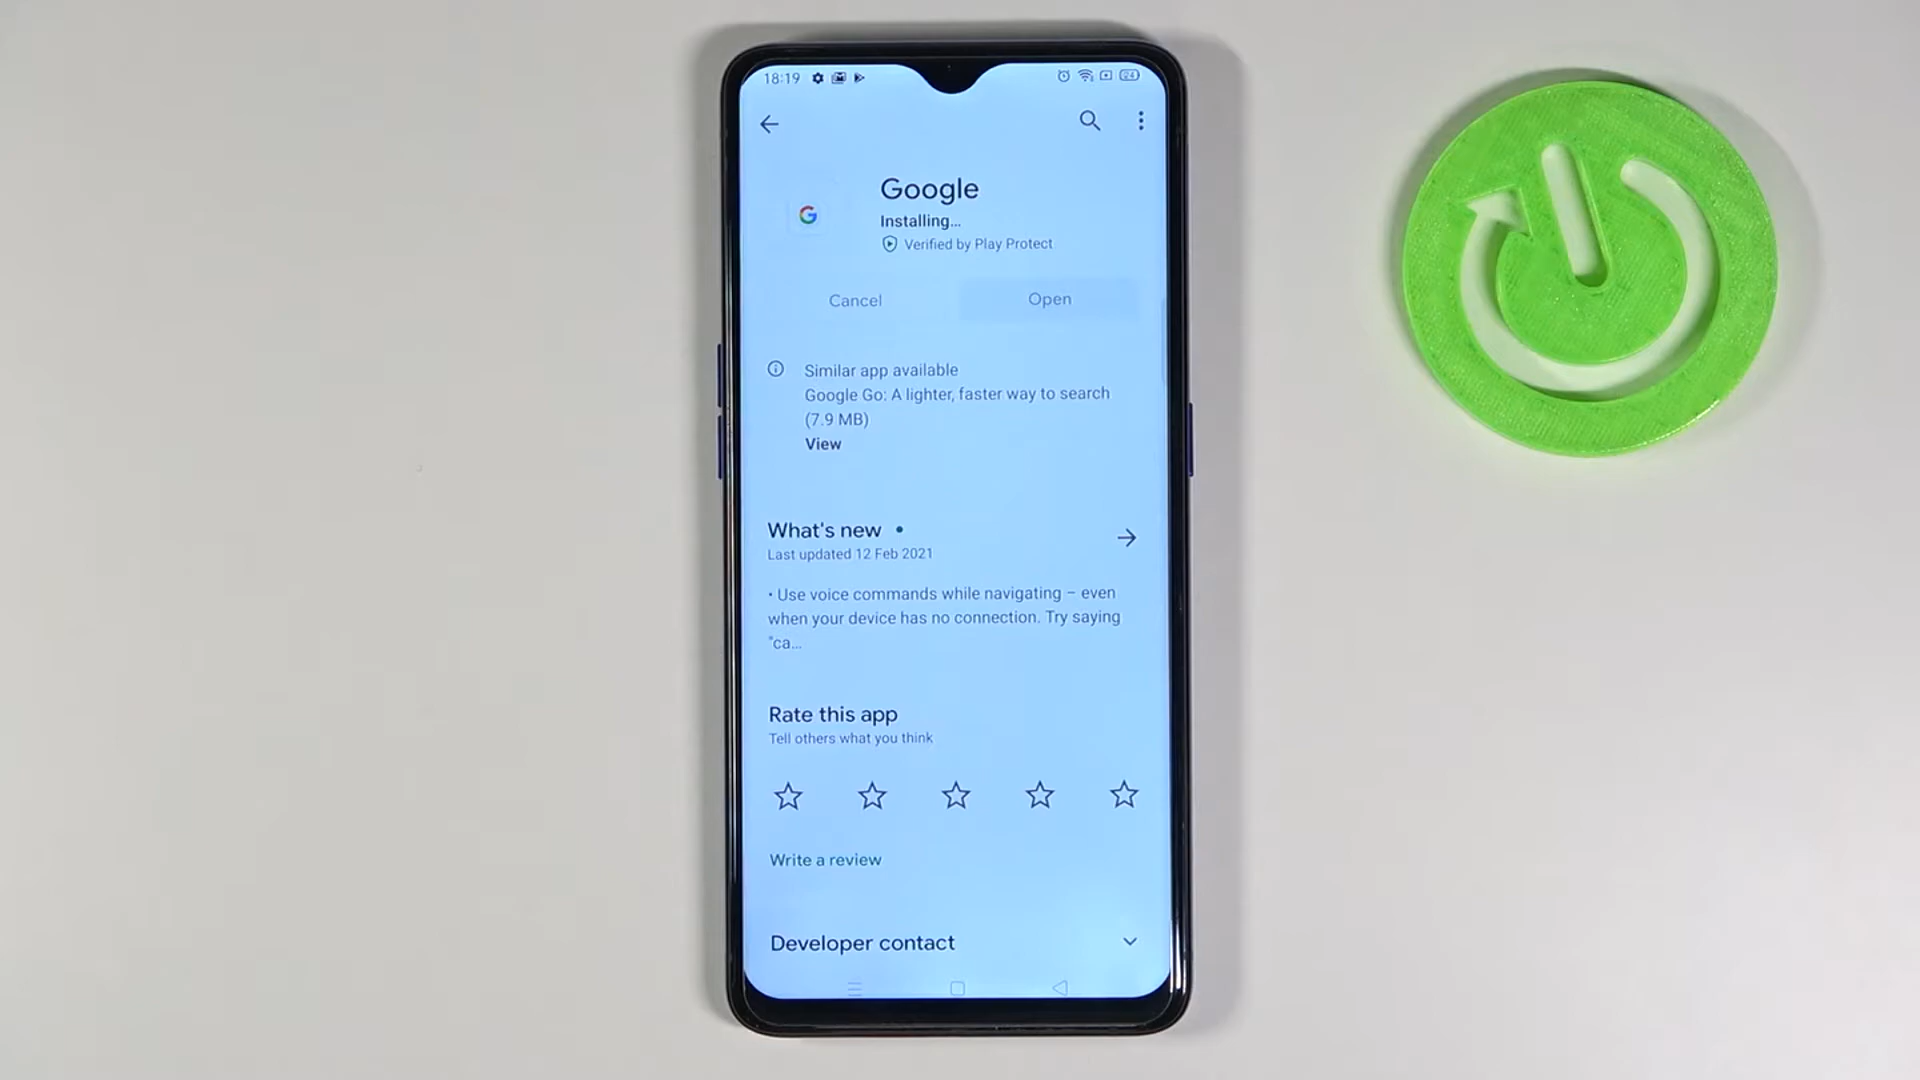 18:19
24
Google
Installing...
Verified by Play Protect
Cancel
Open
Similar app available
Google Go: A lighter, faster way to search
(7.9 MB)
View
What's new •
Last updated 12 Feb 2021
• Use voice commands while navigating – even
when your device has no connection. Try saying
"ca...
Rate this app
Tell others what you think
Write a review
Developer contact